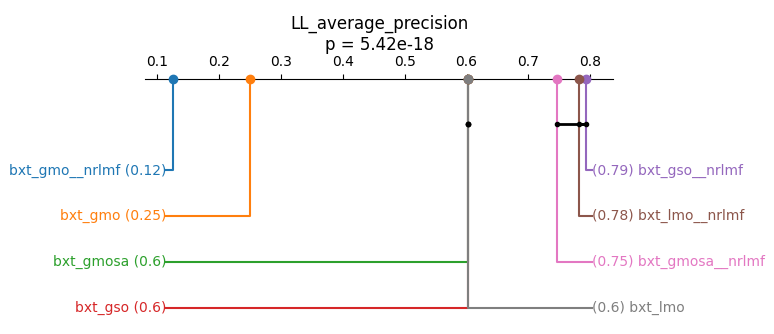 LL_average_precision
p = 5.42e-18
0.1 0.2 0.3 0.4 0.5 0.6 0.7 0.8
bxt_gmo__nrlmf (0.12) (0.79) bxt_gso__nrlmf
bxt_gmo (0.25) (0.78) bxt_lmo__nrlmf
bxt_gmosa (0.6) (0.75) bxt_gmosa__nrlmf
bxt_gso (0.6) (0.6) bxt_lmo